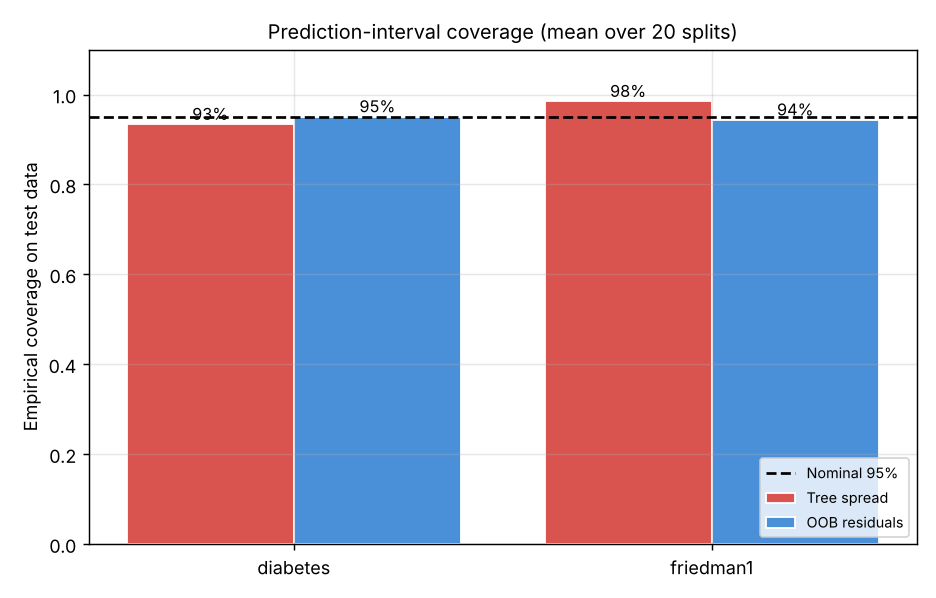 Prediction-interval coverage (mean over 20 splits)
Empirical coverage on test data
1.0
0.8
0.6
0.4
0.2
0.0
93%
95%
98%
94%
diabetes
friedman1
Nominal 95%
Tree spread
OOB residuals